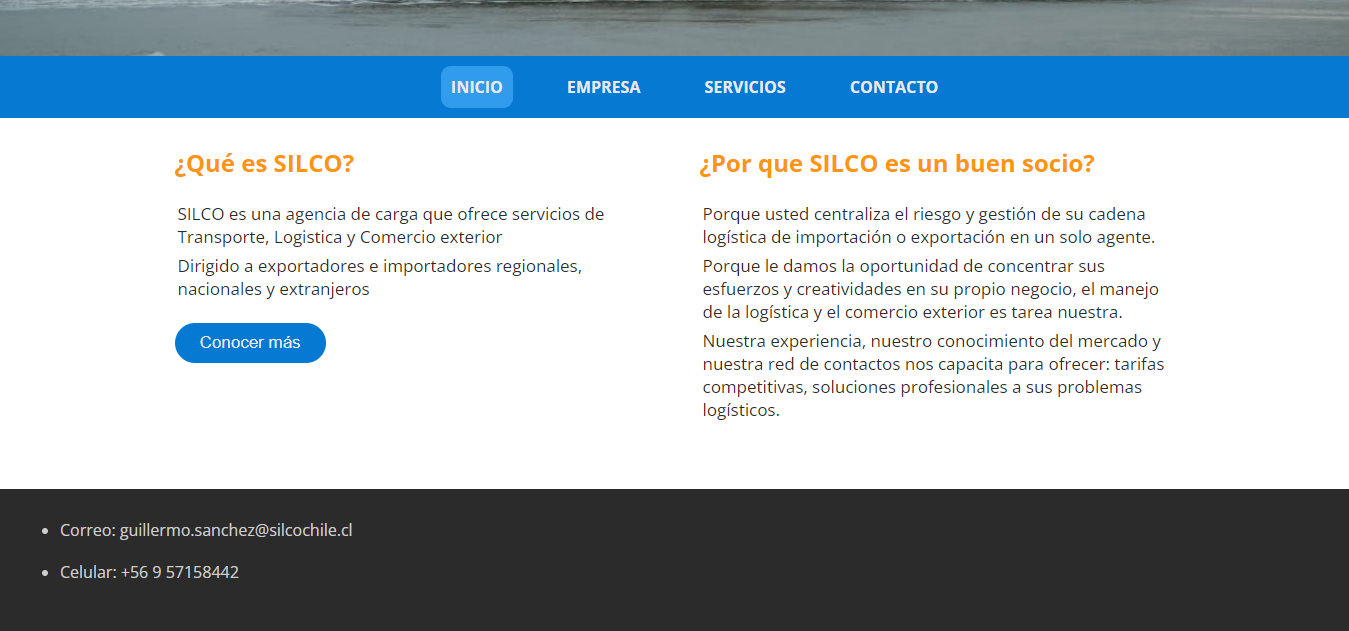 INICIO EMPRESA SERVICIOS CONTACTO
¿Qué es SILCO?
SILCO es una agencia de carga que ofrece servicios de
Transporte, Logistica y Comercio exterior
Dirigido a exportadores e importadores regionales,
nacionales y extranjeros
Conocer más
¿Por que SILCO es un buen socio?
Porque usted centraliza el riesgo y gestión de su cadena
logística de importación o exportación en un solo agente.
Porque le damos la oportunidad de concentrar sus
esfuerzos y creatividades en su propio negocio, el manejo
de la logística y el comercio exterior es tarea nuestra.
Nuestra experiencia, nuestro conocimiento del mercado y
nuestra red de contactos nos capacita para ofrecer: tarifas
competitivas, soluciones profesionales a sus problemas
logísticos.
Correo: guillermo.sanchez@silcochile.cl
Celular: +56 9 57158442